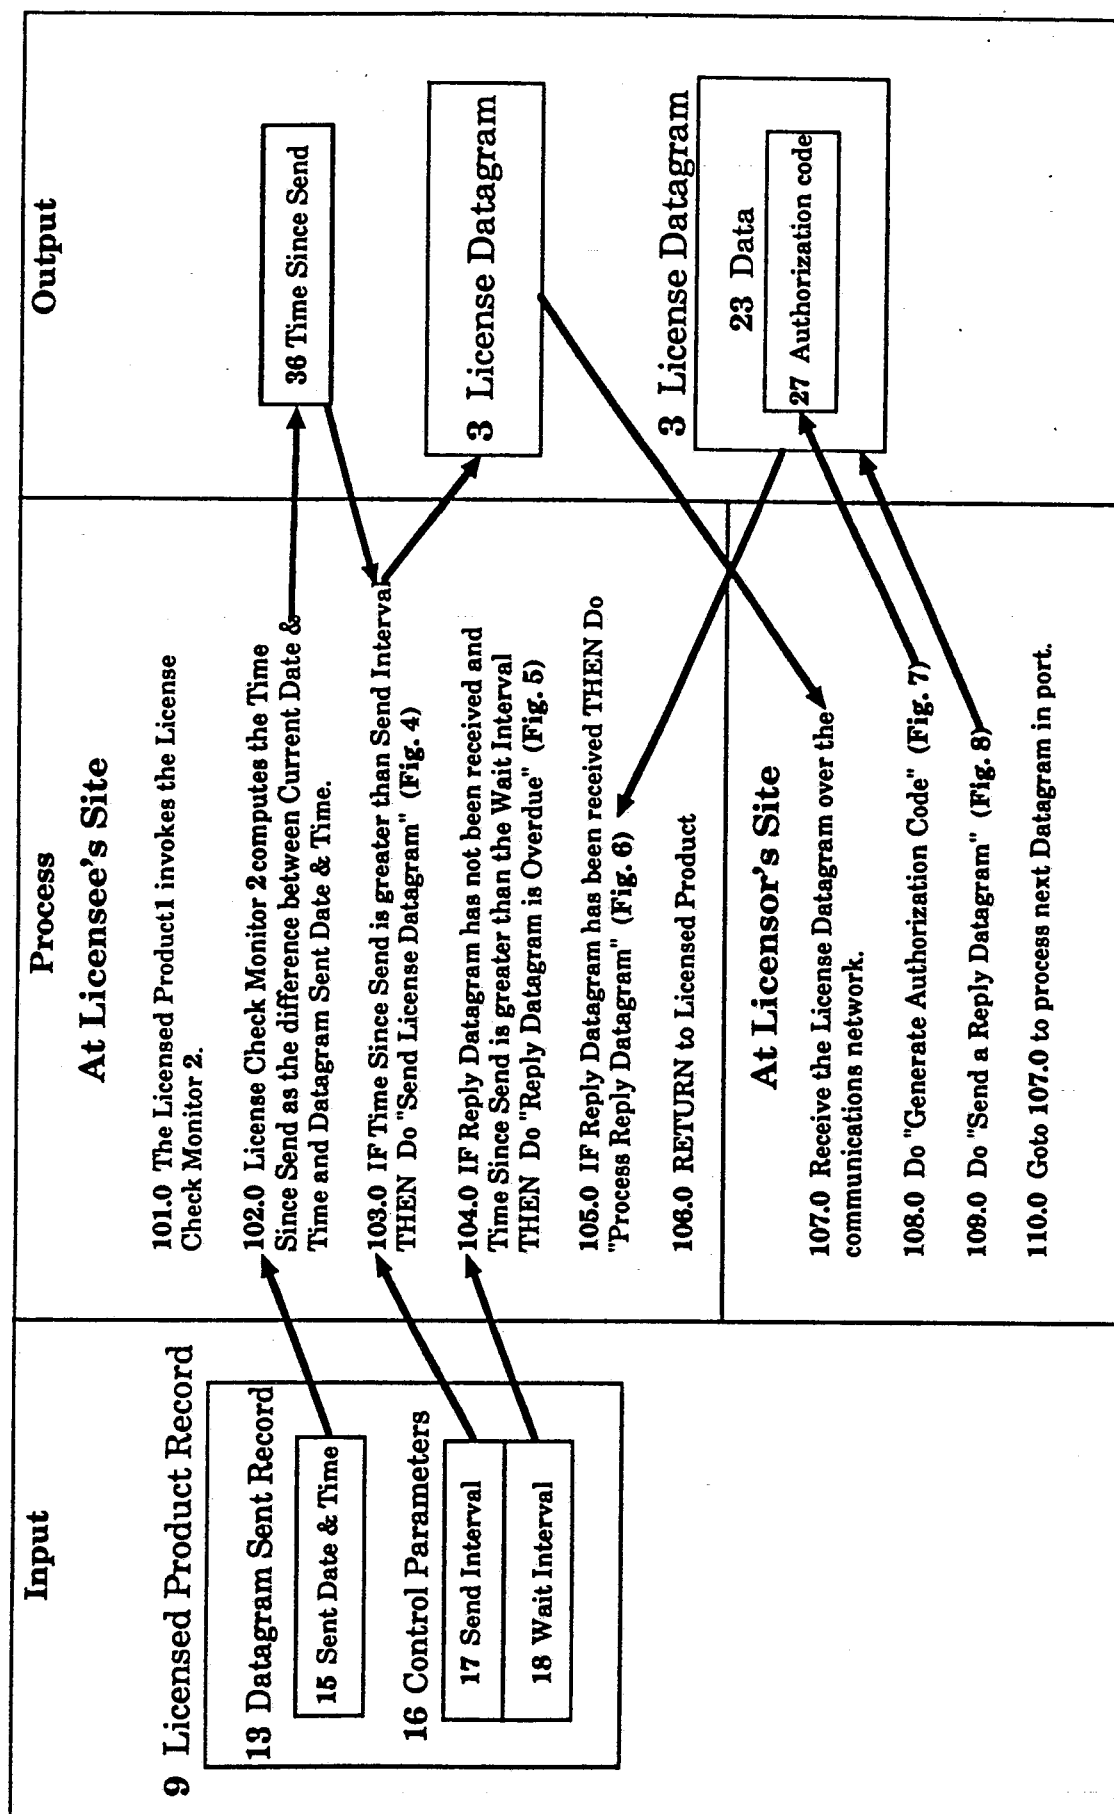 Input
Process
Output
9 Licensed Product Record
13 Datagram Sent Record
15 Sent Date & Time
16 Control Parameters
17 Send Interval
18 Wait Interval
At Licensee's Site
101.0 The Licensed Product1 invokes the License
Check Monitor 2.
102.0 License Check Monitor 2 computes the Time
Since Send as the difference between Current Date &
Time and Datagram Sent Date & Time.
103.0 IF Time Since Send is greater than Send Interval
THEN Do "Send License Datagram" (Fig. 4)
104.0 IF Reply Datagram has not been received and
Time Since Send is greater than the Wait Interval
THEN Do "Reply Datagram is Overdue" (Fig. 5)
105.0 IF Reply Datagram has been received THEN Do
"Process Reply Datagram" (Fig. 6)
106.0 RETURN to Licensed Product
At Licensor's Site
107.0 Receive the License Datagram over the
communications network.
108.0 Do "Generate Authorization Code" (Fig. 7)
109.0 Do "Send a Reply Datagram" (Fig. 8)
110.0 Goto 107.0 to process next Datagram in port.
36 Time Since Send
3 License Datagram
3 License Datagram
23 Data
27 Authorization code